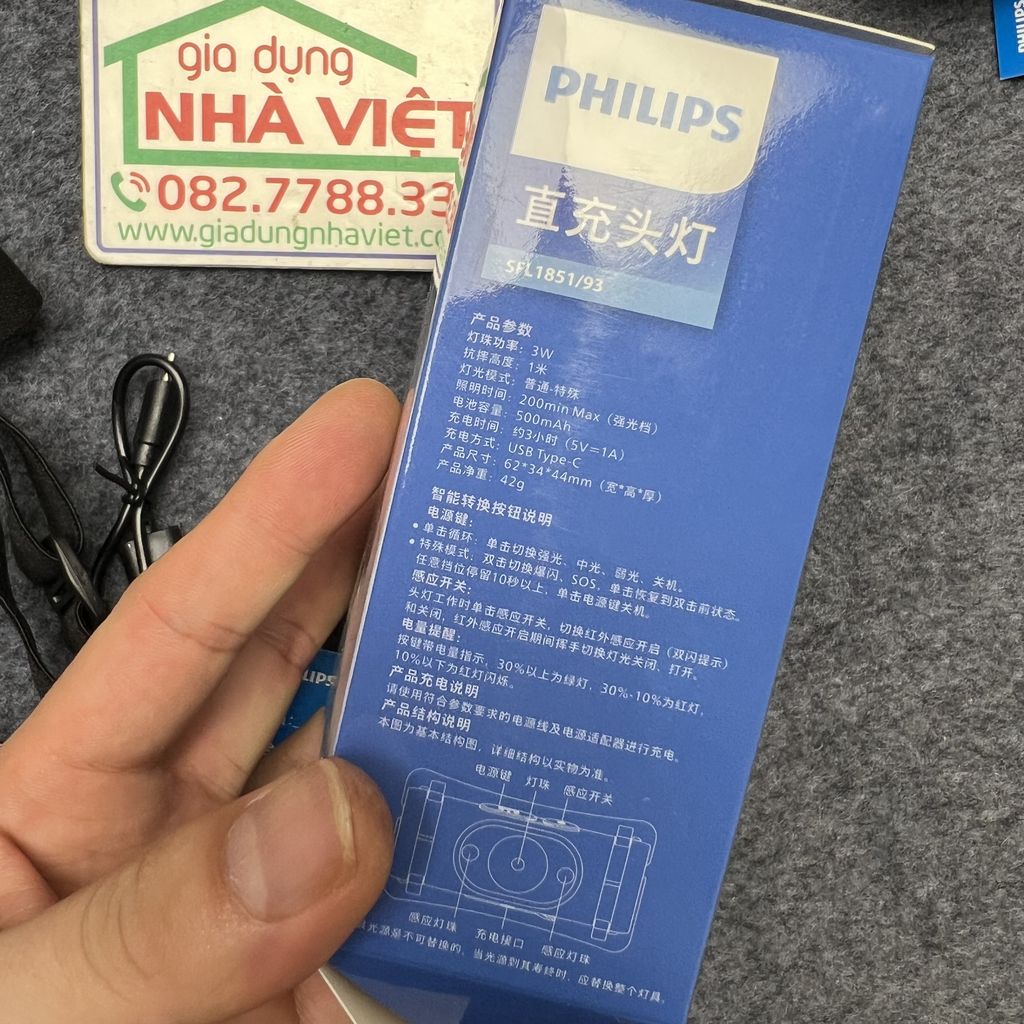 gia dụng
NHÀ VIỆT
082.7788.33
www.giadungnhaviet.co
PHILIPS
直充头灯
SFL1851/93
产品参数
灯珠功率：3W
抗摔高度：1米
灯光模式：普通-特殊
照明时间：200min Max（强光档）
电池容量：500mAh
充电时间：约3小时（5V=1A）
充电方式：USB Type-C
产品尺寸：62*34*44mm（宽*高*厚）
产品净重：42g
智能转换按钮说明
电源键：
• 单击循环：单击切换强光、中光、弱光、关机。
• 特殊模式：双击切换爆闪、SOS，单击恢复到双击前状态。
任意挡位停留10秒以上，单击电源键关机。
感应开关：
头灯工作时单击感应开关，切换红外感应开启（双闪提示）
和关闭，红外感应开启期间挥手切换灯光关闭、打开。
电量提醒：
按键带电量指示，30%以上为绿灯，30%-10%为红灯，
10%以下为红灯闪烁。
产品充电说明
请使用符合参数要求的电源线及电源适配器进行充电。
产品结构说明
本图为基本结构图，详细结构以实物为准。
电源键 灯珠 感应开关
感应灯珠 充电接口 感应灯珠
光源是不可替换的，当光源到其寿终时，应替换整个灯具。
PHILIPS